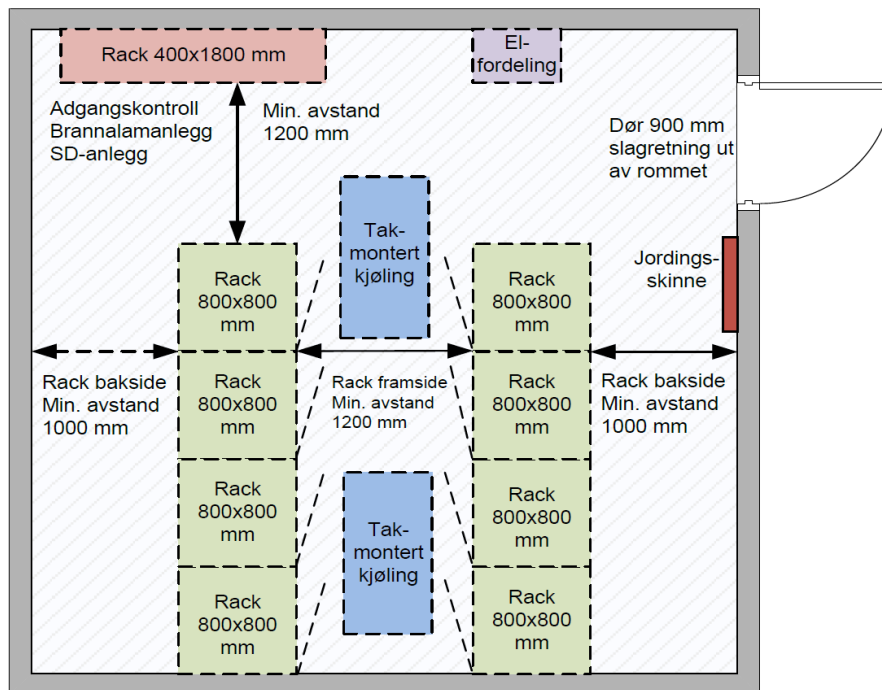 Rack 400x1800 mm
El-
fordeling
Adgangskontroll
Brannalamanlegg
SD-anlegg
Min. avstand
1200 mm
Dør 900 mm
slagretning ut
av rommet
Tak-
montert
kjøling
Jordings-
skinne
Rack
800x800
mm
Rack
800x800
mm
Rack bakside
Min. avstand
1000 mm
Rack
800x800
mm
Rack framside
Min. avstand
1200 mm
Rack
800x800
mm
Rack bakside
Min. avstand
1000 mm
Rack
800x800
mm
Tak-
montert
kjøling
Rack
800x800
mm
Rack
800x800
mm
Rack
800x800
mm